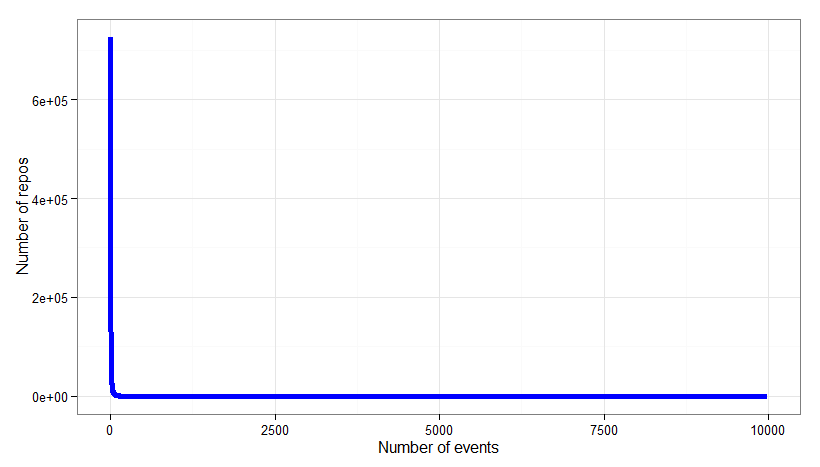 Number of repos
6e+05
4e+05
2e+05
0e+00
0
2500
5000
7500
10000
Number of events